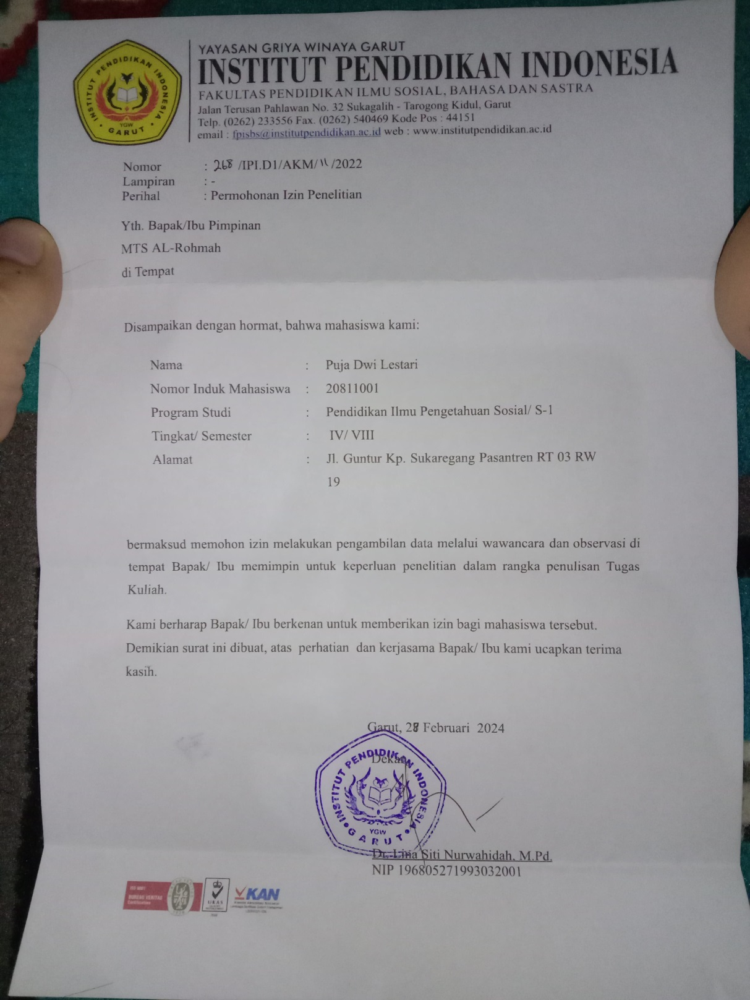 YAYASAN GRIYA WINAYA GARUT
INSTITUT PENDIDIKAN INDONESIA
FAKULTAS PENDIDIKAN ILMU SOSIAL, BAHASA DAN SASTRA
Jalan Terusan Pahlawan No. 32 Sukagalih - Tarogong Kidul, Garut
Telp. (0262) 233556 Fax. (0262) 540469 Kode Pos : 44151
email : fpisbs@institutpendidikan.ac.id web : www.institutpendidikan.ac.id
INSTITUT PENDIDIKAN INDONESIA
YGW
GARUT
Nomor : 268 /IPI.D1/AKM/ 11 /2022
Lampiran : -
Perihal : Permohonan Izin Penelitian
Yth. Bapak/Ibu Pimpinan
MTS AL-Rohmah
di Tempat
Disampaikan dengan hormat, bahwa mahasiswa kami:
Nama : Puja Dwi Lestari
Nomor Induk Mahasiswa : 20811001
Program Studi : Pendidikan Ilmu Pengetahuan Sosial/ S-1
Tingkat/ Semester : IV/ VIII
Alamat : Jl. Guntur Kp. Sukaregang Pasantren RT 03 RW
19
bermaksud memohon izin melakukan pengambilan data melalui wawancara dan observasi di
tempat Bapak/ Ibu memimpin untuk keperluan penelitian dalam rangka penulisan Tugas
Kuliah.
Kami berharap Bapak/ Ibu berkenan untuk memberikan izin bagi mahasiswa tersebut.
Demikian surat ini dibuat, atas perhatian dan kerjasama Bapak/ Ibu kami ucapkan terima
kasih.
Garut, Februari 2024
Dekan
INSTITUT PENDIDIKAN INDONESIA
YGW
GARUT
Dr. Lina Siti Nurwahidah, M.Pd.
NIP 196805271993032001
ISO 9001
BUREAU VERITAS
Certification
UKAS
KAN